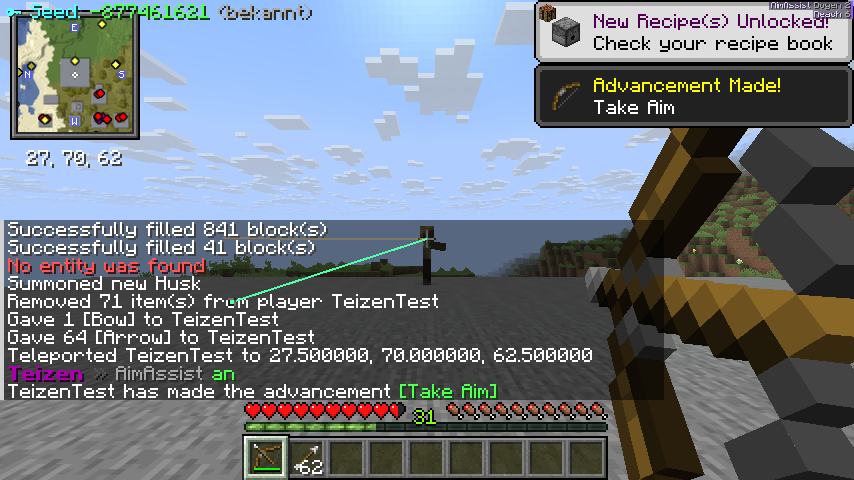 Seed: -877461621 (bekannt)
E
N
S
W
27, 70, 62
New Recipe(s) Unlocked!
Check your recipe book
Advancement Made!
Take Aim
Successfully filled 841 block(s)
Successfully filled 41 block(s)
No entity was found
Summoned new Husk
Removed 71 item(s) from player TeizenTest
Gave 1 [Bow] to TeizenTest
Gave 64 [Arrow] to TeizenTest
Teleported TeizenTest to 27.500000, 70.000000, 62.500000
Teizen » AimAssist an
TeizenTest has made the advancement [Take Aim]
81
62